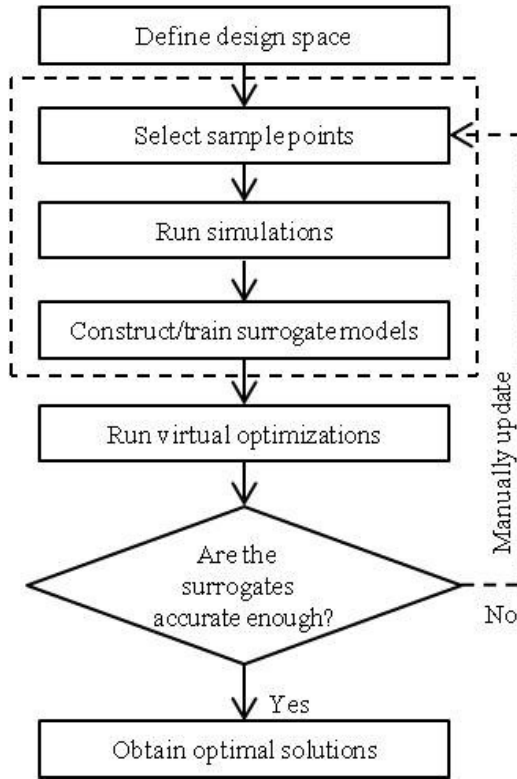 Define design space
Select sample points
Run simulations
Construct/train surrogate models
Run virtual optimizations
Manually update
Are the
surrogates
accurate enough?
No
Yes
Obtain optimal solutions